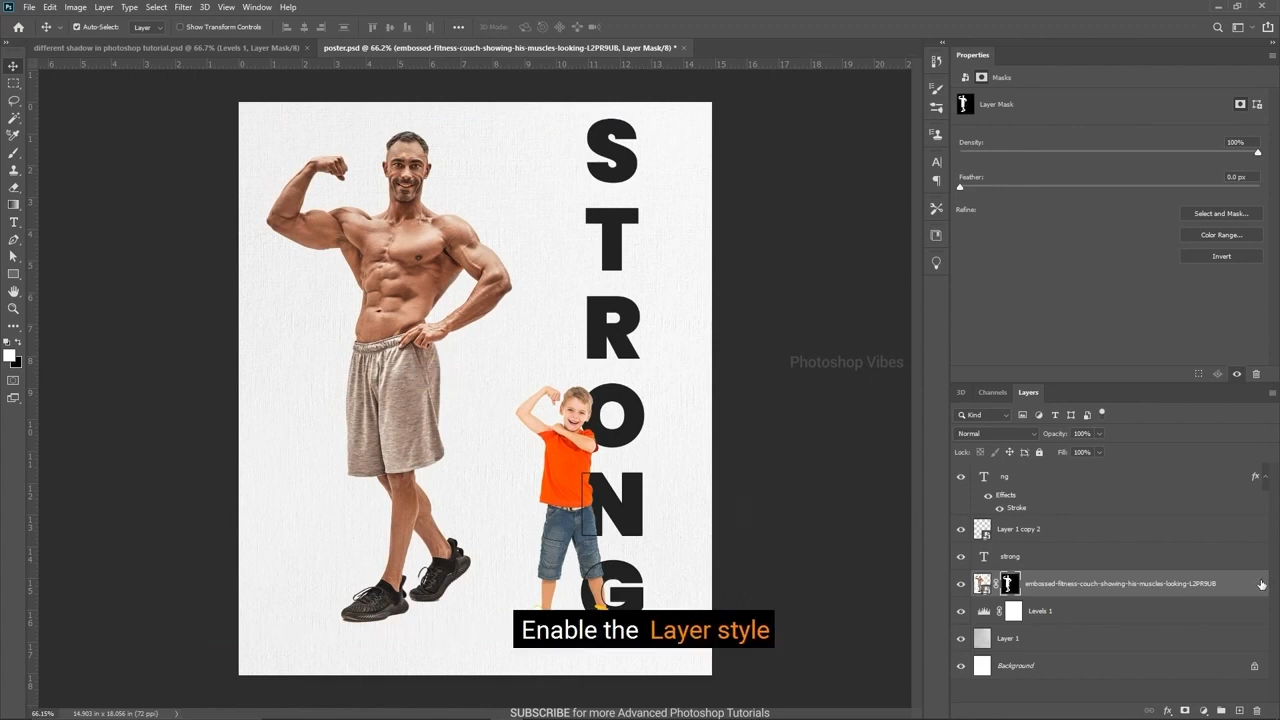 File Edit Image Layer Type Select Filter 3D View Window Help
Auto-Select: Layer Show Transform Controls 3D Mode:
different shadow in photoshop tutorial.psd @ 66.7% (Levels 1, Layer Mask/8) × poster.psd @ 66.2% (embossed-fitness-couch-showing-his-muscles-looking-L2PR9UB, Layer Mask/8) * ×
Properties
Masks
Layer Mask
Density: 100%
Feather: 0.0 px
Refine:
Select and Mask...
Color Range...
Invert
S
T
R
O
N
G
Photoshop Vibes
3D Channels Layers
Kind
Normal Opacity: 100%
Lock: Fill: 100%
ng fx
Effects
Stroke
Layer 1 copy 2
strong
embossed-fitness-couch-showing-his-muscles-looking-L2PR9UB
Levels 1
Layer 1
Background
Enable the Layer style
66.15% 14.903 in x 18.056 in (72 ppi)
SUBSCRIBE for more Advanced Photoshop Tutorials